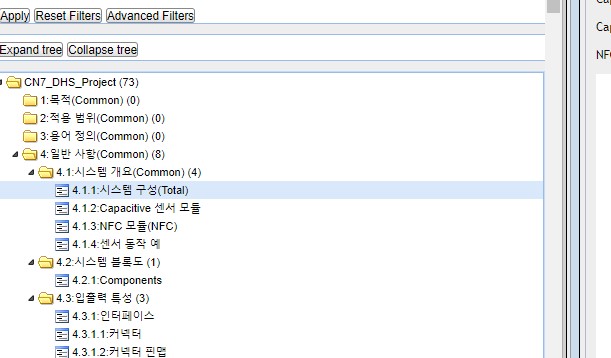 Apply Reset Filters Advanced Filters
Expand tree Collapse tree
CN7_DHS_Project (73)
1:목적(Common) (0)
2:적용 범위(Common) (0)
3:용어 정의(Common) (0)
4:일반 사항(Common) (8)
4.1:시스템 개요(Common) (4)
4.1.1:시스템 구성(Total)
4.1.2:Capacitive 센서 모듈
4.1.3:NFC 모듈(NFC)
4.1.4:센서 동작 예
4.2:시스템 블록도 (1)
4.2.1:Components
4.3:입출력 특성 (3)
4.3.1:인터페이스
4.3.1.1:커넥터
4.3.1.2:커넥터 핀맵
Cap
NFC